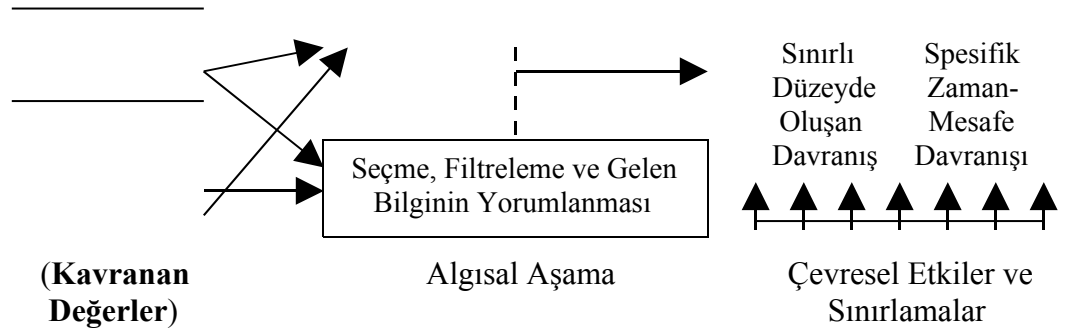 Sınırlı
Düzeyde
Oluşan
Davranış
Spesifik
Zaman-
Mesafe
Davranışı
Seçme, Filtreleme ve Gelen
Bilginin Yorumlanması
(Kavranan
Değerler)
Algısal Aşama
Çevresel Etkiler ve
Sınırlamalar